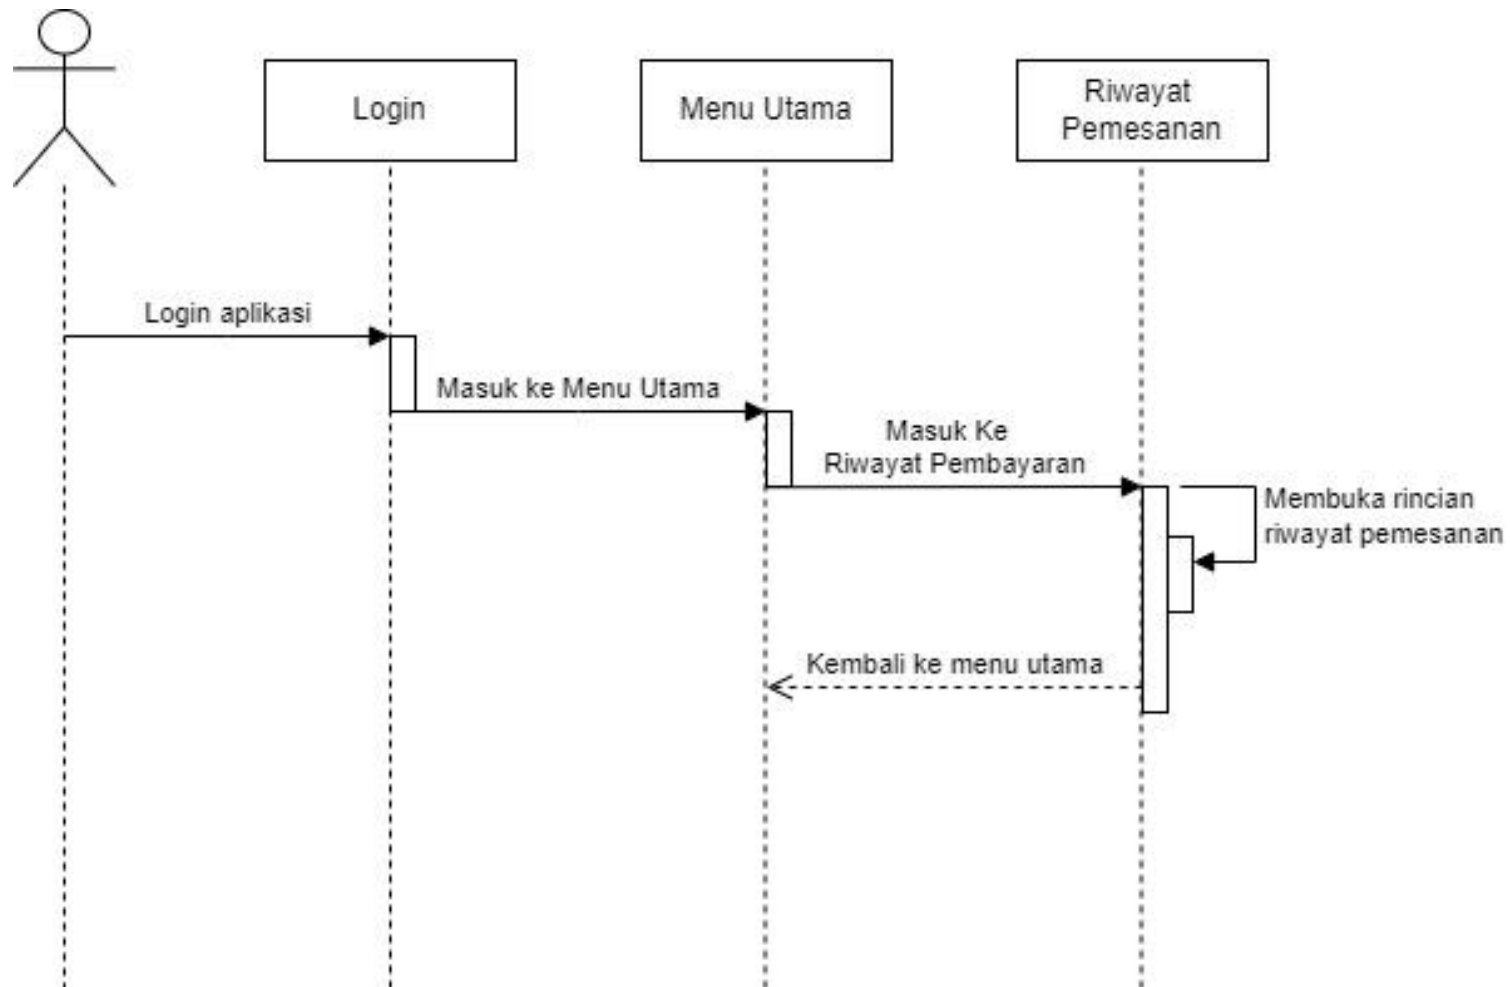 Login
Menu Utama
Riwayat
Pemesanan
Login aplikasi
Masuk ke Menu Utama
Masuk Ke
Riwayat Pembayaran
Membuka rincian
riwayat pemesanan
Kembali ke menu utama